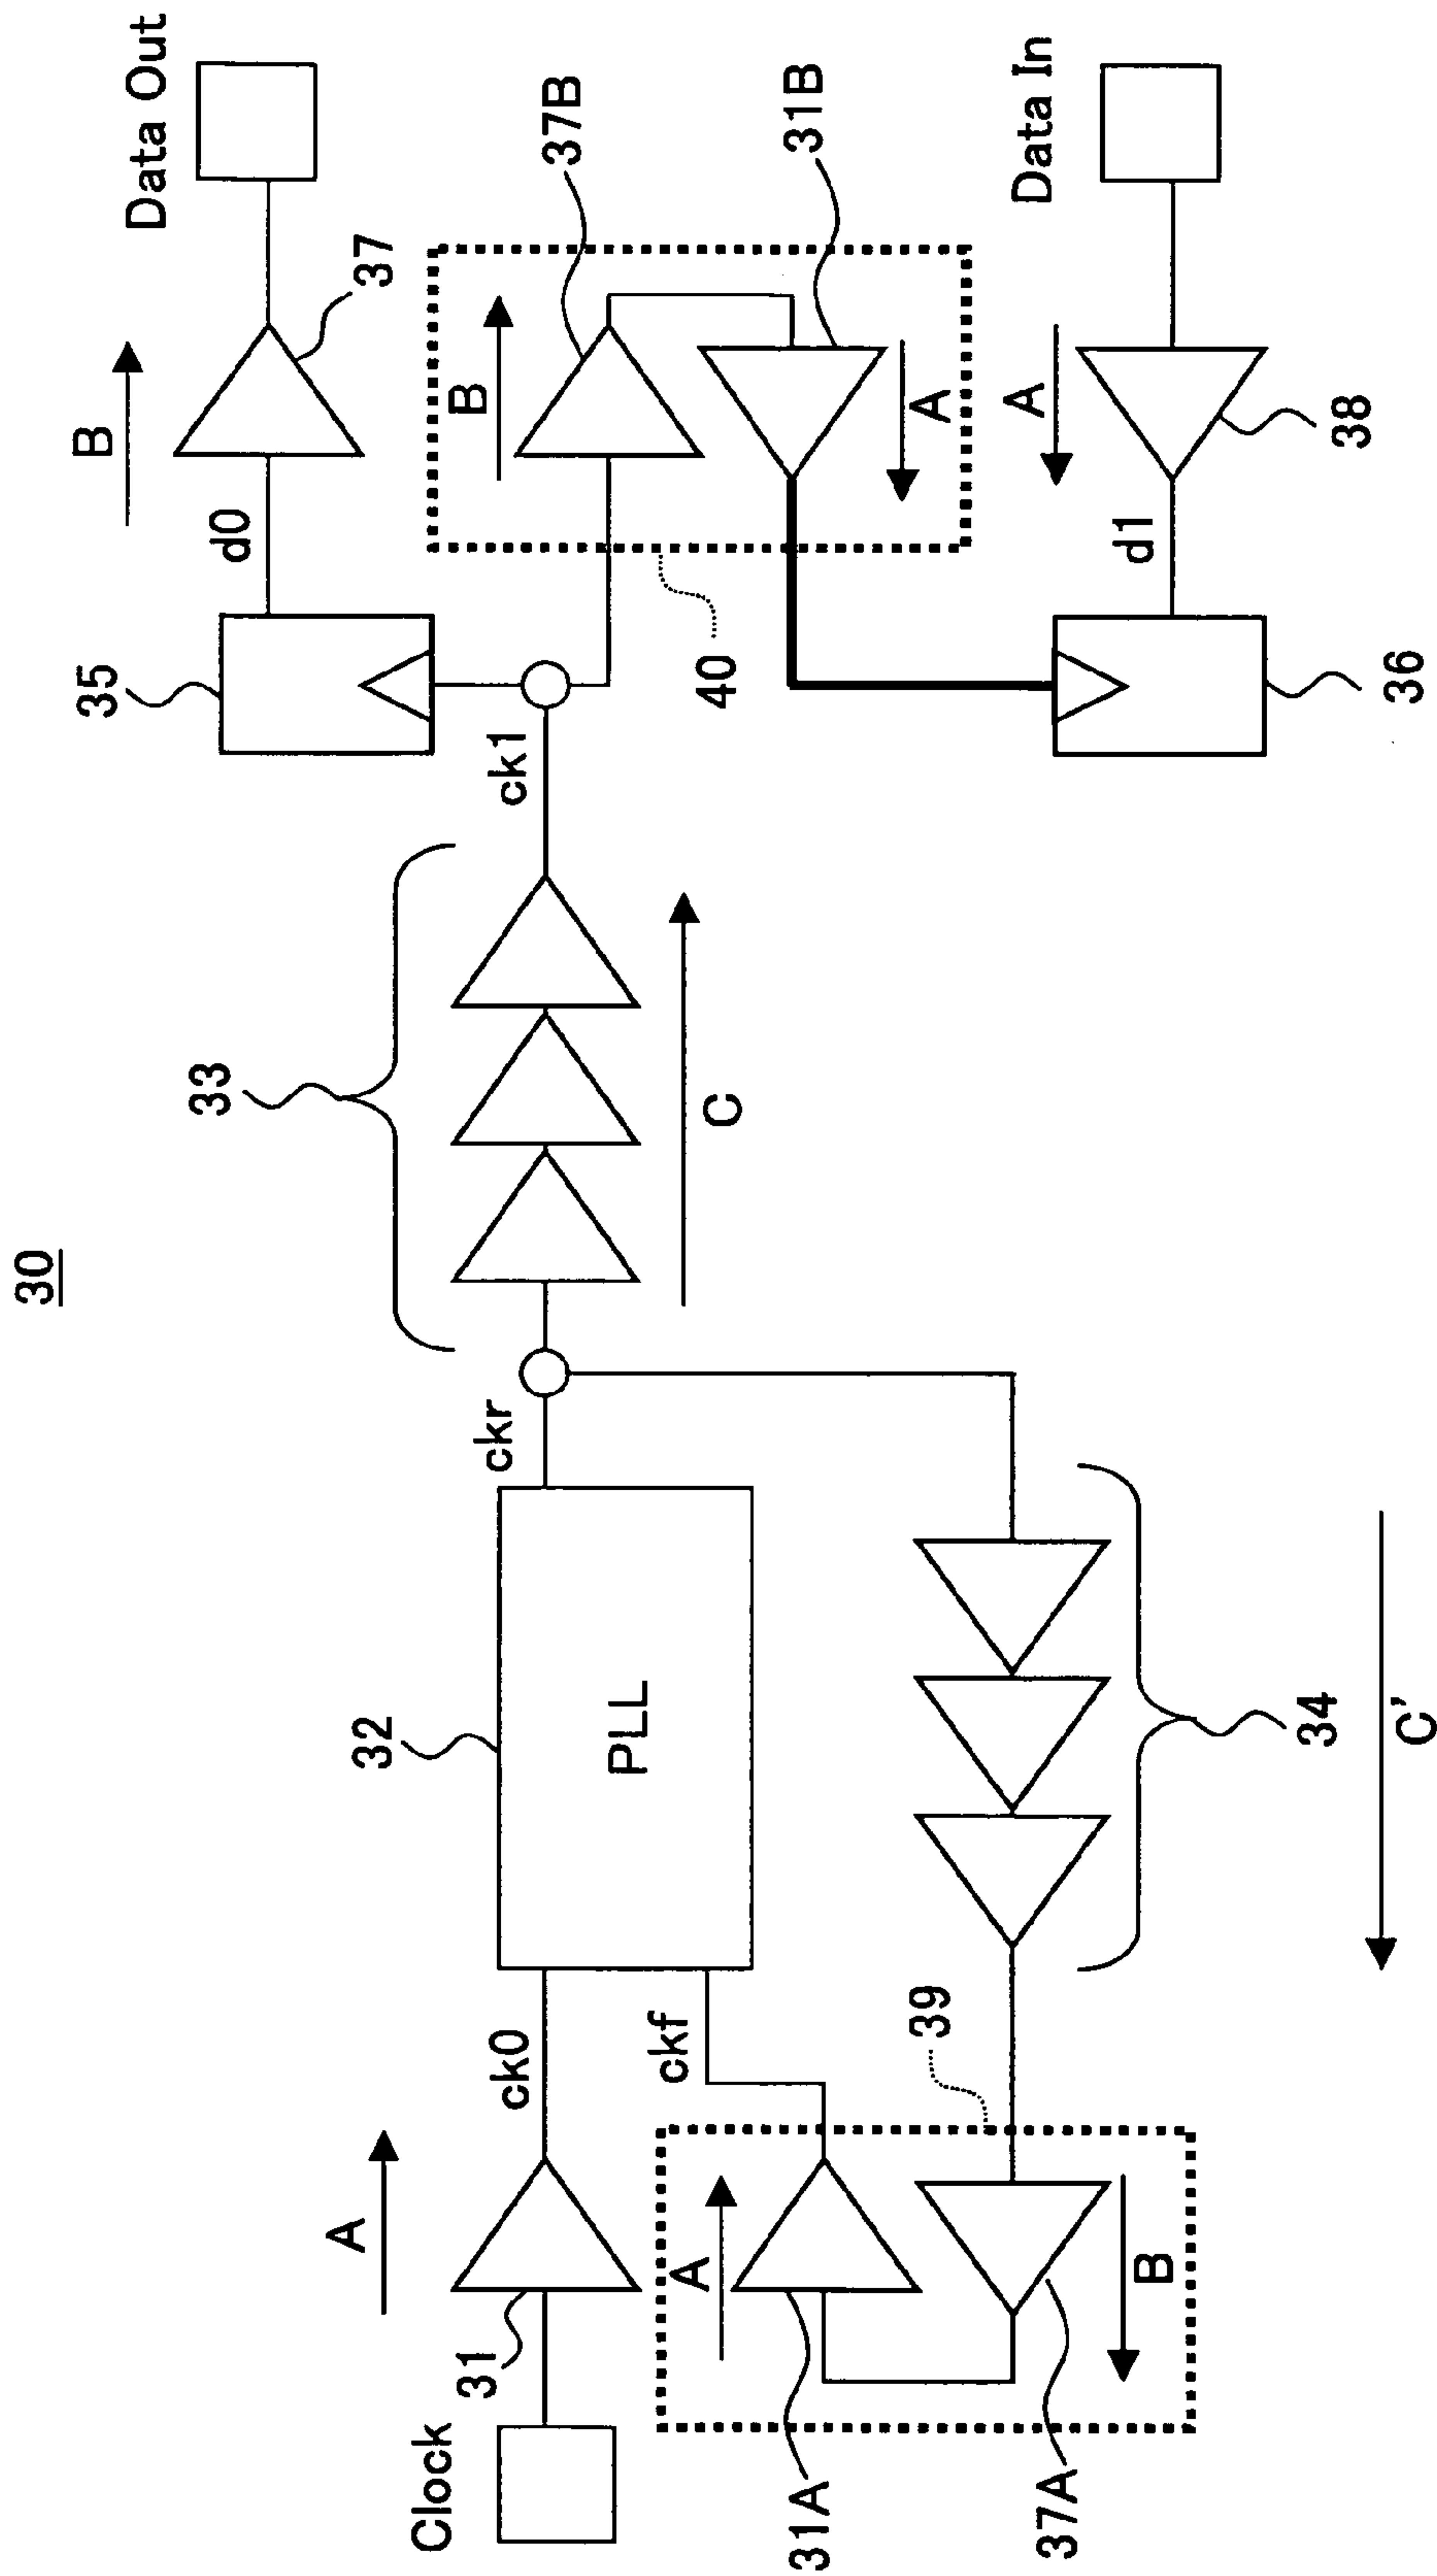 30
Clock
31
A
ck0
32
PLL
ckf
ckr
33
C
ck1
35
d0
B
37
Data Out
37B
B
31B
A
40
Data In
A
38
d1
36
34
C'
39
A
B
31A
37A